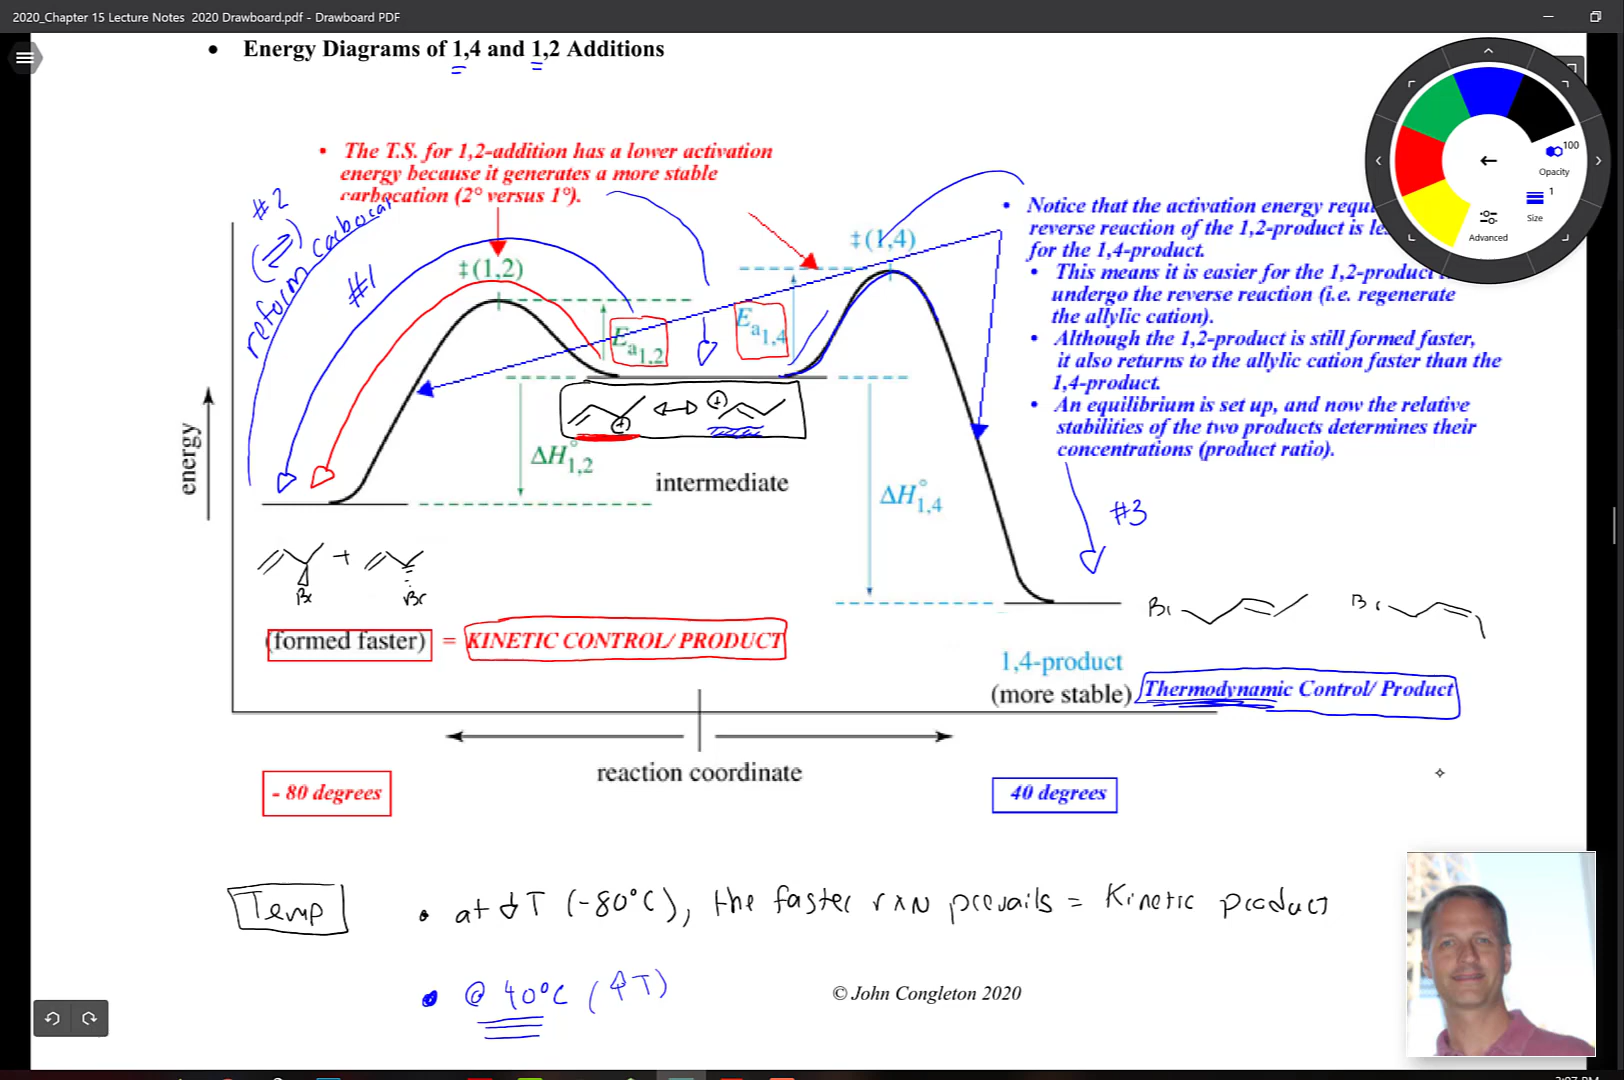 2020_Chapter 15 Lecture Notes 2020 Drawboard.pdf - Drawboard PDF
• Energy Diagrams of 1,4 and 1,2 Additions
• The T.S. for 1,2-addition has a lower activation
energy because it generates a more stable
carbocation (2° versus 1°).
#2
(⇌)
reform carbocat
#1
‡(1,2)
‡(1,4)
Ea1,2
Ea1,4
• Notice that the activation energy requ
reverse reaction of the 1,2-product is le
for the 1,4-product.
• This means it is easier for the 1,2-product
undergo the reverse reaction (i.e. regenerate
the allylic cation).
• Although the 1,2-product is still formed faster,
it also returns to the allylic cation faster than the
1,4-product.
• An equilibrium is set up, and now the relative
stabilities of the two products determines their
concentrations (product ratio).
100
Opacity
1
Size
Advanced
energy
⊕ ↔ ⊕
ΔH°1,2
intermediate
ΔH°1,4
#3
+
Br Br
Br Br
(formed faster) = KINETIC CONTROL/ PRODUCT
1,4-product
(more stable) Thermodynamic Control/ Product
reaction coordinate
- 80 degrees
40 degrees
Temp
• at ↓T (-80°C), the faster rxn prevails = Kinetic product
• @ 40°C (↑T)
© John Congleton 2020